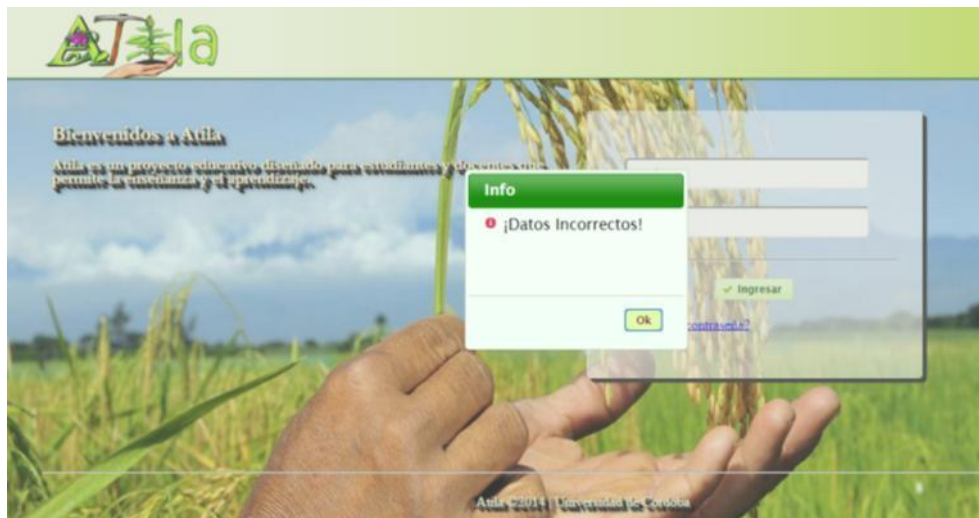 ATila
Bienvenidos a Atila
Atila es un proyecto educativo diseñado para estudiantes y docentes que
permite la enseñanza y el aprendizaje.
Info
¡Datos Incorrectos!
Ok
Ingresar
contraseña?
Atila ©2014 | Universidad de Córdoba